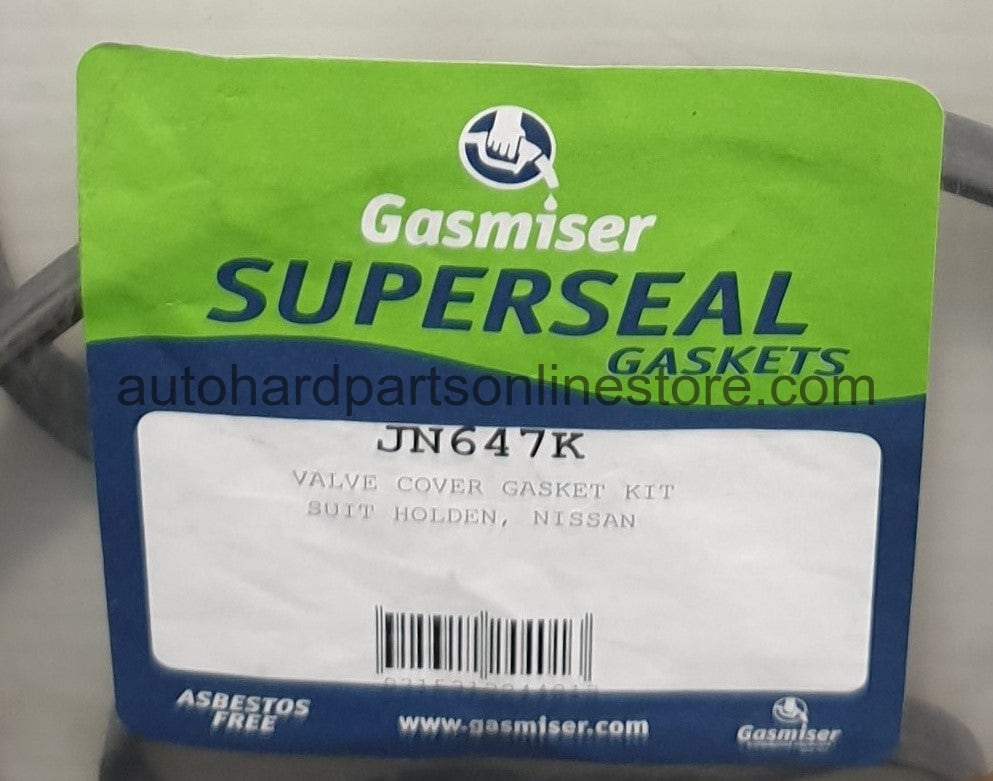 Gasmiser
SUPERSEAL
GASKETS
autohardpartsonlinestore.com
JN647K
VALVE COVER GASKET KIT
SUIT HOLDEN, NISSAN
ASBESTOS
FREE
www.gasmiser.com
Gasmiser